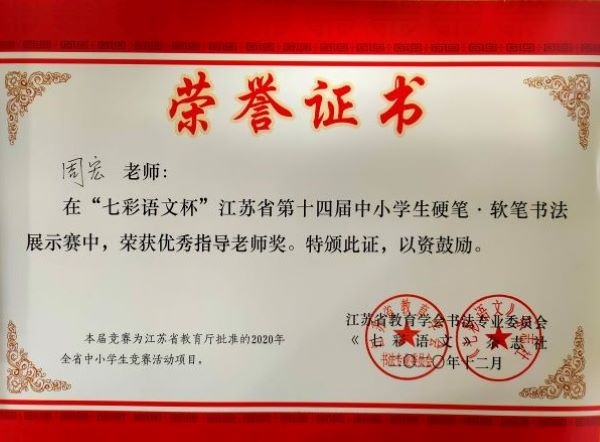 荣誉证书
周宏 老师：
在“七彩语文杯”江苏省第十四届中小学生硬笔·软笔书法
展示赛中，荣获优秀指导老师奖。特颁此证，以资鼓励。
江苏省教育学会书法专业委员会
《七彩语文》杂志社
二〇二〇年十二月
本届竞赛为江苏省教育厅批准的2020年
全省中小学生竞赛活动项目。